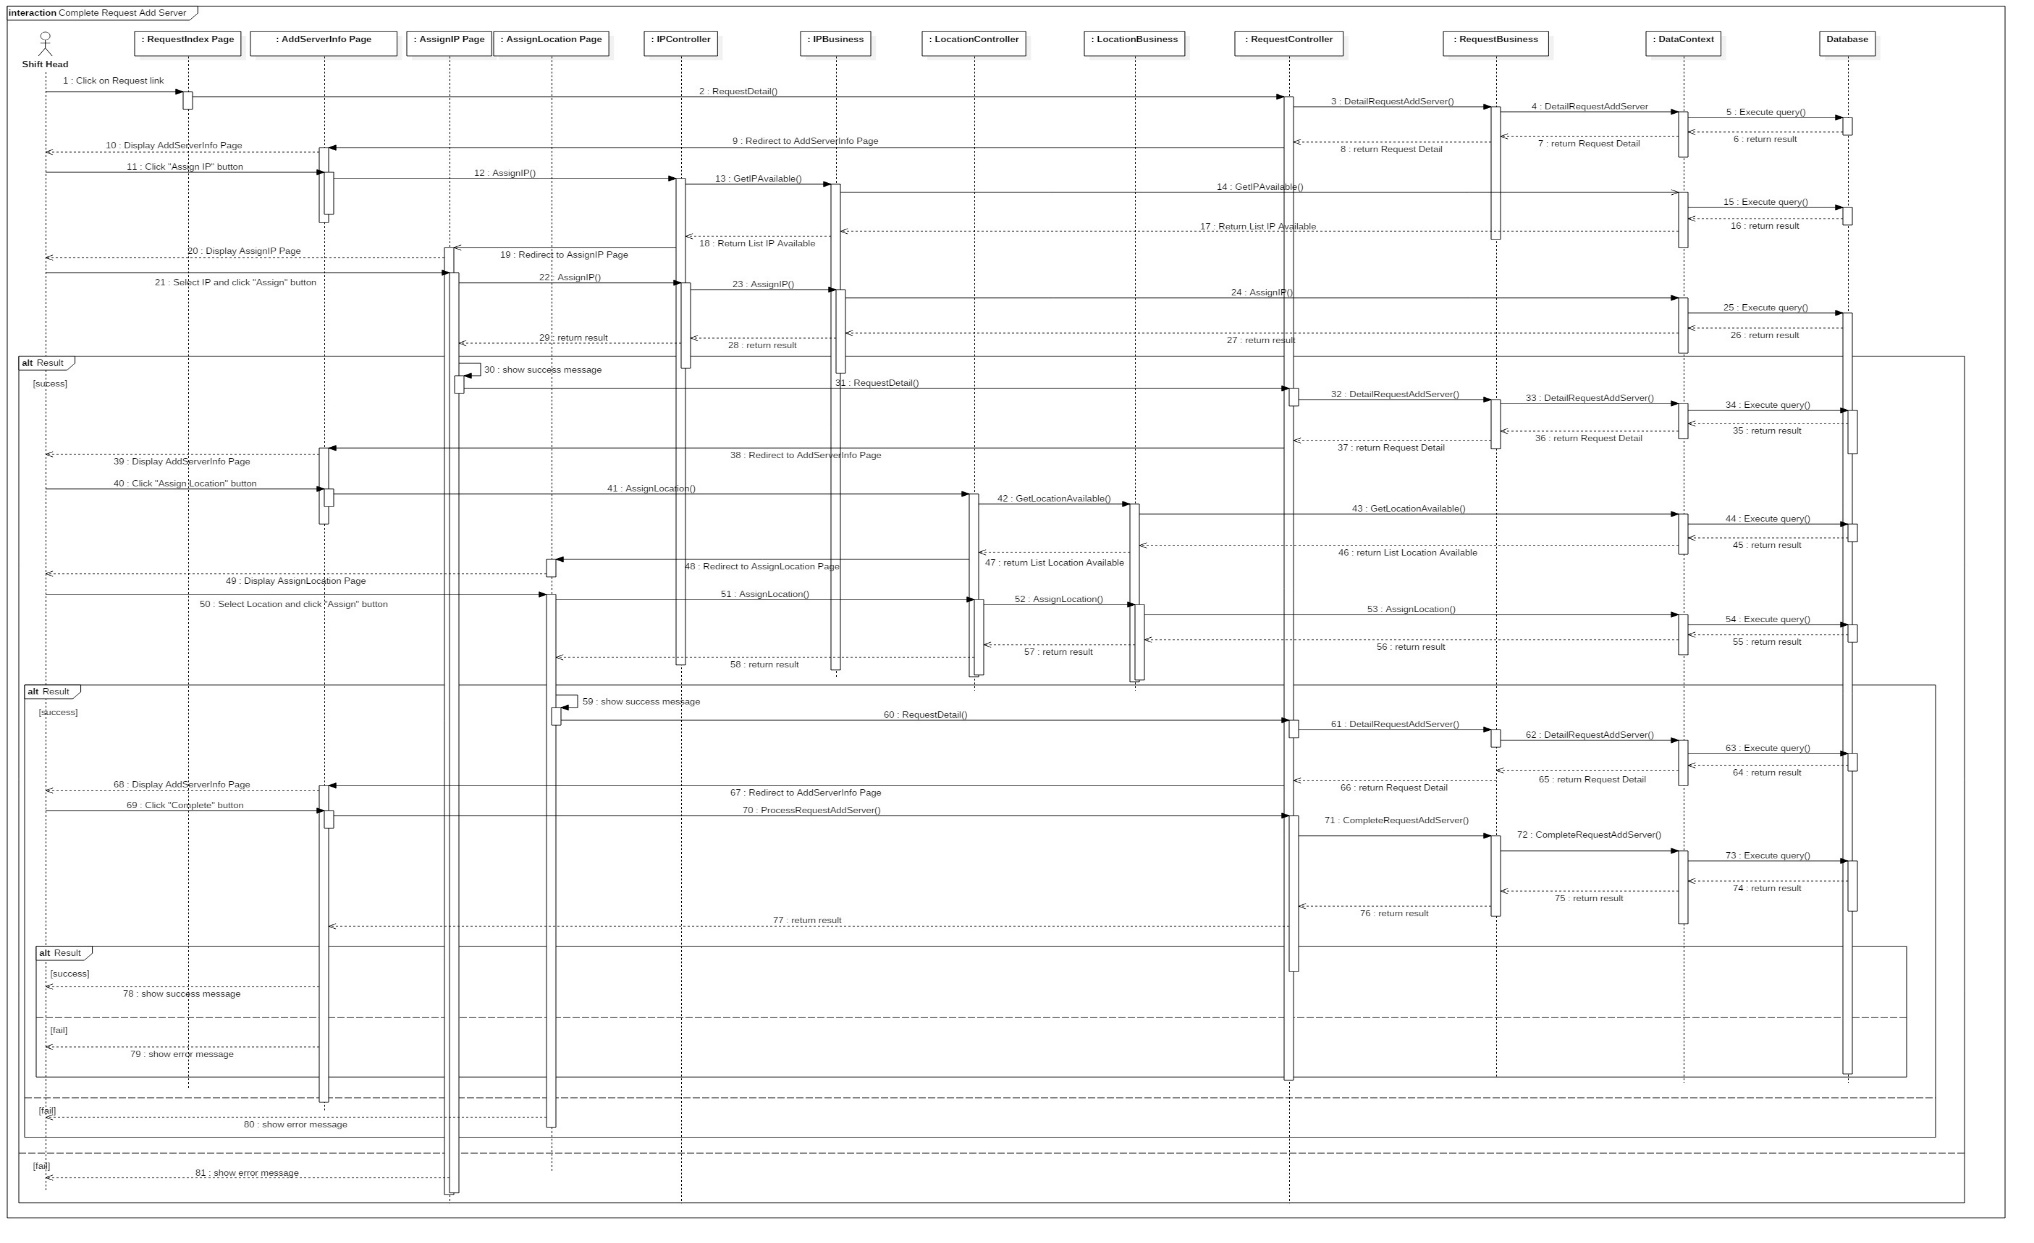 interaction Complete Request Add Server
Shift Head
: RequestIndex Page
: AddServerInfo Page
: AssignIP Page
: AssignLocation Page
: IPController
: IPBusiness
: LocationController
: LocationBusiness
: RequestController
: RequestBusiness
: DataContext
Database
1 : Click on Request link
2 : RequestDetail()
3 : DetailRequestAddServer()
4 : DetailRequestAddServer
5 : Execute query()
6 : return result
7 : return Request Detail
8 : return Request Detail
9 : Redirect to AddServerInfo Page
10 : Display AddServerInfo Page
11 : Click "Assign IP" button
12 : AssignIP()
13 : GetIPAvailable()
14 : GetIPAvailable()
15 : Execute query()
16 : return result
17 : Return List IP Available
18 : Return List IP Available
19 : Redirect to AssignIP Page
20 : Display AssignIP Page
21 : Select IP and click "Assign" button
22 : AssignIP()
23 : AssignIP()
24 : AssignIP()
25 : Execute query()
26 : return result
27 : return result
28 : return result
29 : return result
alt Result
[sucess]
30 : show success message
31 : RequestDetail()
32 : DetailRequestAddServer()
33 : DetailRequestAddServer()
34 : Execute query()
35 : return result
36 : return Request Detail
37 : return Request Detail
38 : Redirect to AddServerInfo Page
39 : Display AddServerInfo Page
40 : Click "Assign Location" button
41 : AssignLocation()
42 : GetLocationAvailable()
43 : GetLocationAvailable()
44 : Execute query()
45 : return result
46 : return List Location Available
47 : return List Location Available
48 : Redirect to AssignLocation Page
49 : Display AssignLocation Page
50 : Select Location and click "Assign" button
51 : AssignLocation()
52 : AssignLocation()
53 : AssignLocation()
54 : Execute query()
55 : return result
56 : return result
57 : return result
58 : return result
alt Result
[success]
59 : show success message
60 : RequestDetail()
61 : DetailRequestAddServer()
62 : DetailRequestAddServer()
63 : Execute query()
64 : return result
65 : return Request Detail
66 : return Request Detail
67 : Redirect to AddServerInfo Page
68 : Display AddServerInfo Page
69 : Click "Complete" button
70 : ProcessRequestAddServer()
71 : CompleteRequestAddServer()
72 : CompleteRequestAddServer()
73 : Execute query()
74 : return result
75 : return result
76 : return result
77 : return result
alt Result
[success]
78 : show success message
[fail]
79 : show error message
[fail]
80 : show error message
[fail]
81 : show error message